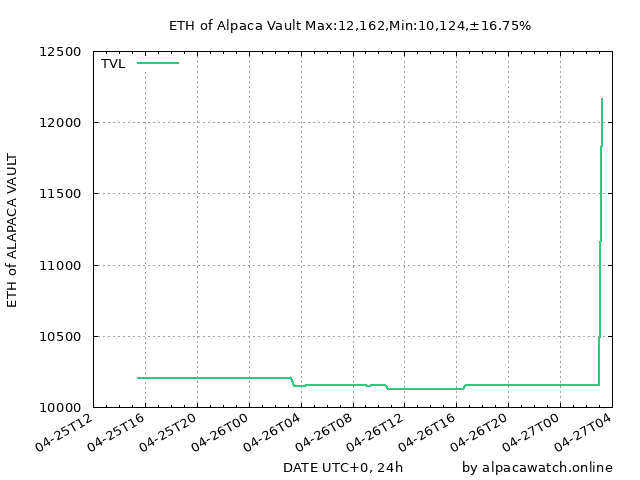 ETH of Alpaca Vault Max:12,162,Min:10,124,±16.75%
TVL
12500
12000
11500
11000
10500
10000
ETH of ALAPACA VAULT
04-25T12
04-25T16
04-25T20
04-26T00
04-26T04
04-26T08
04-26T12
04-26T16
04-26T20
04-27T00
04-27T04
DATE UTC+0, 24h
by alpacawatch.online